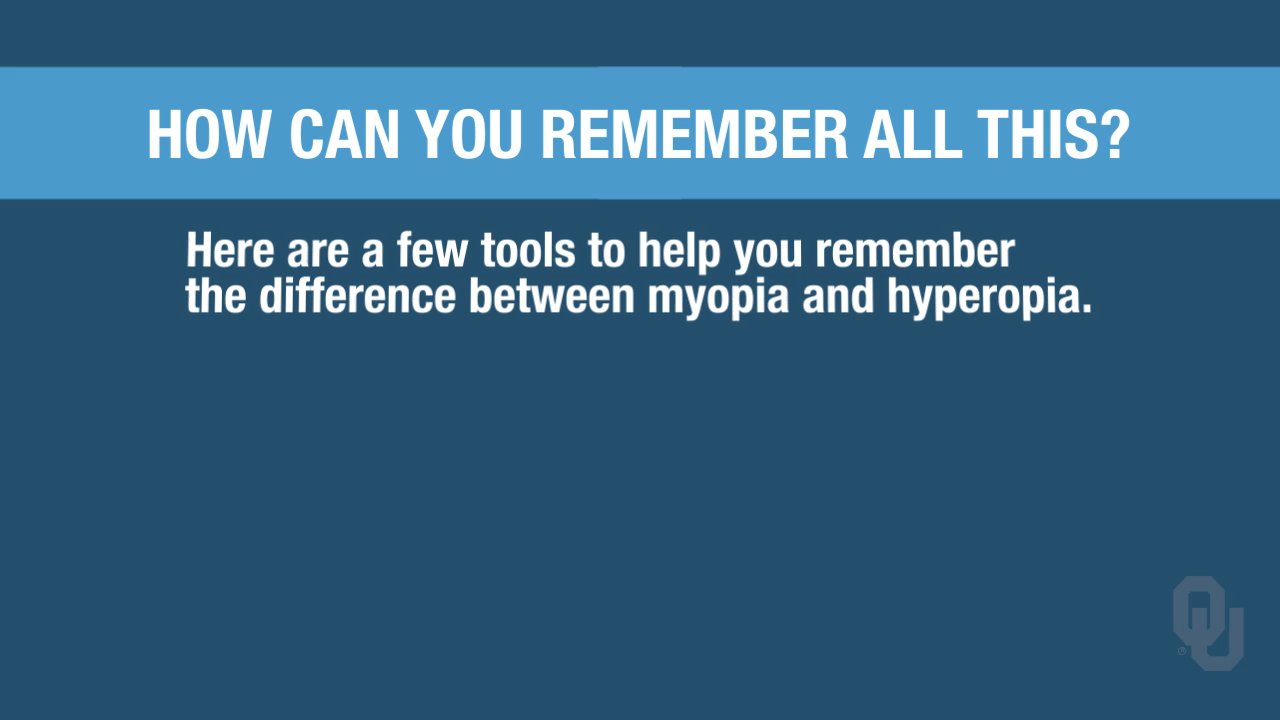 HOW CAN YOU REMEMBER ALL THIS?
Here are a few tools to help you remember
the difference between myopia and hyperopia.
OU
®